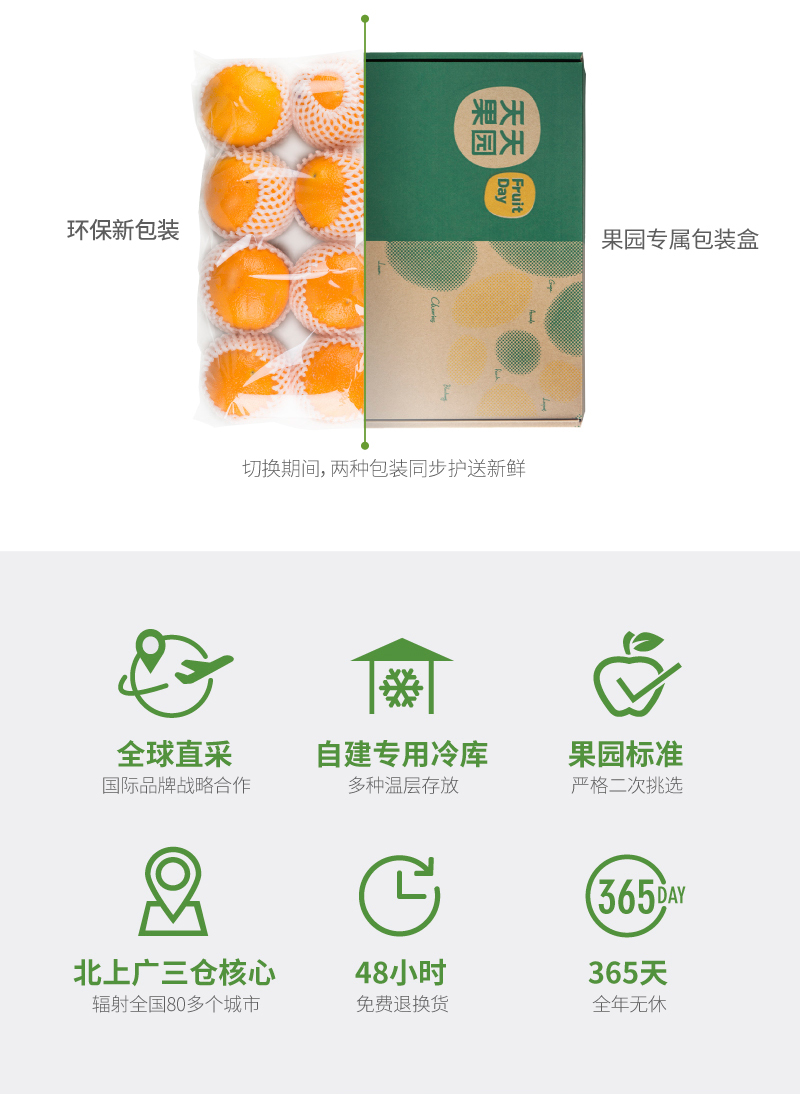 天天
果园
Fruit
Day
环保新包装
果园专属包装盒
切换期间，两种包装同步护送新鲜
全球直采
国际品牌战略合作
自建专用冷库
多种温层存放
果园标准
严格二次挑选
365DAY
北上广三仓核心
辐射全国80多个城市
48小时
免费退换货
365天
全年无休